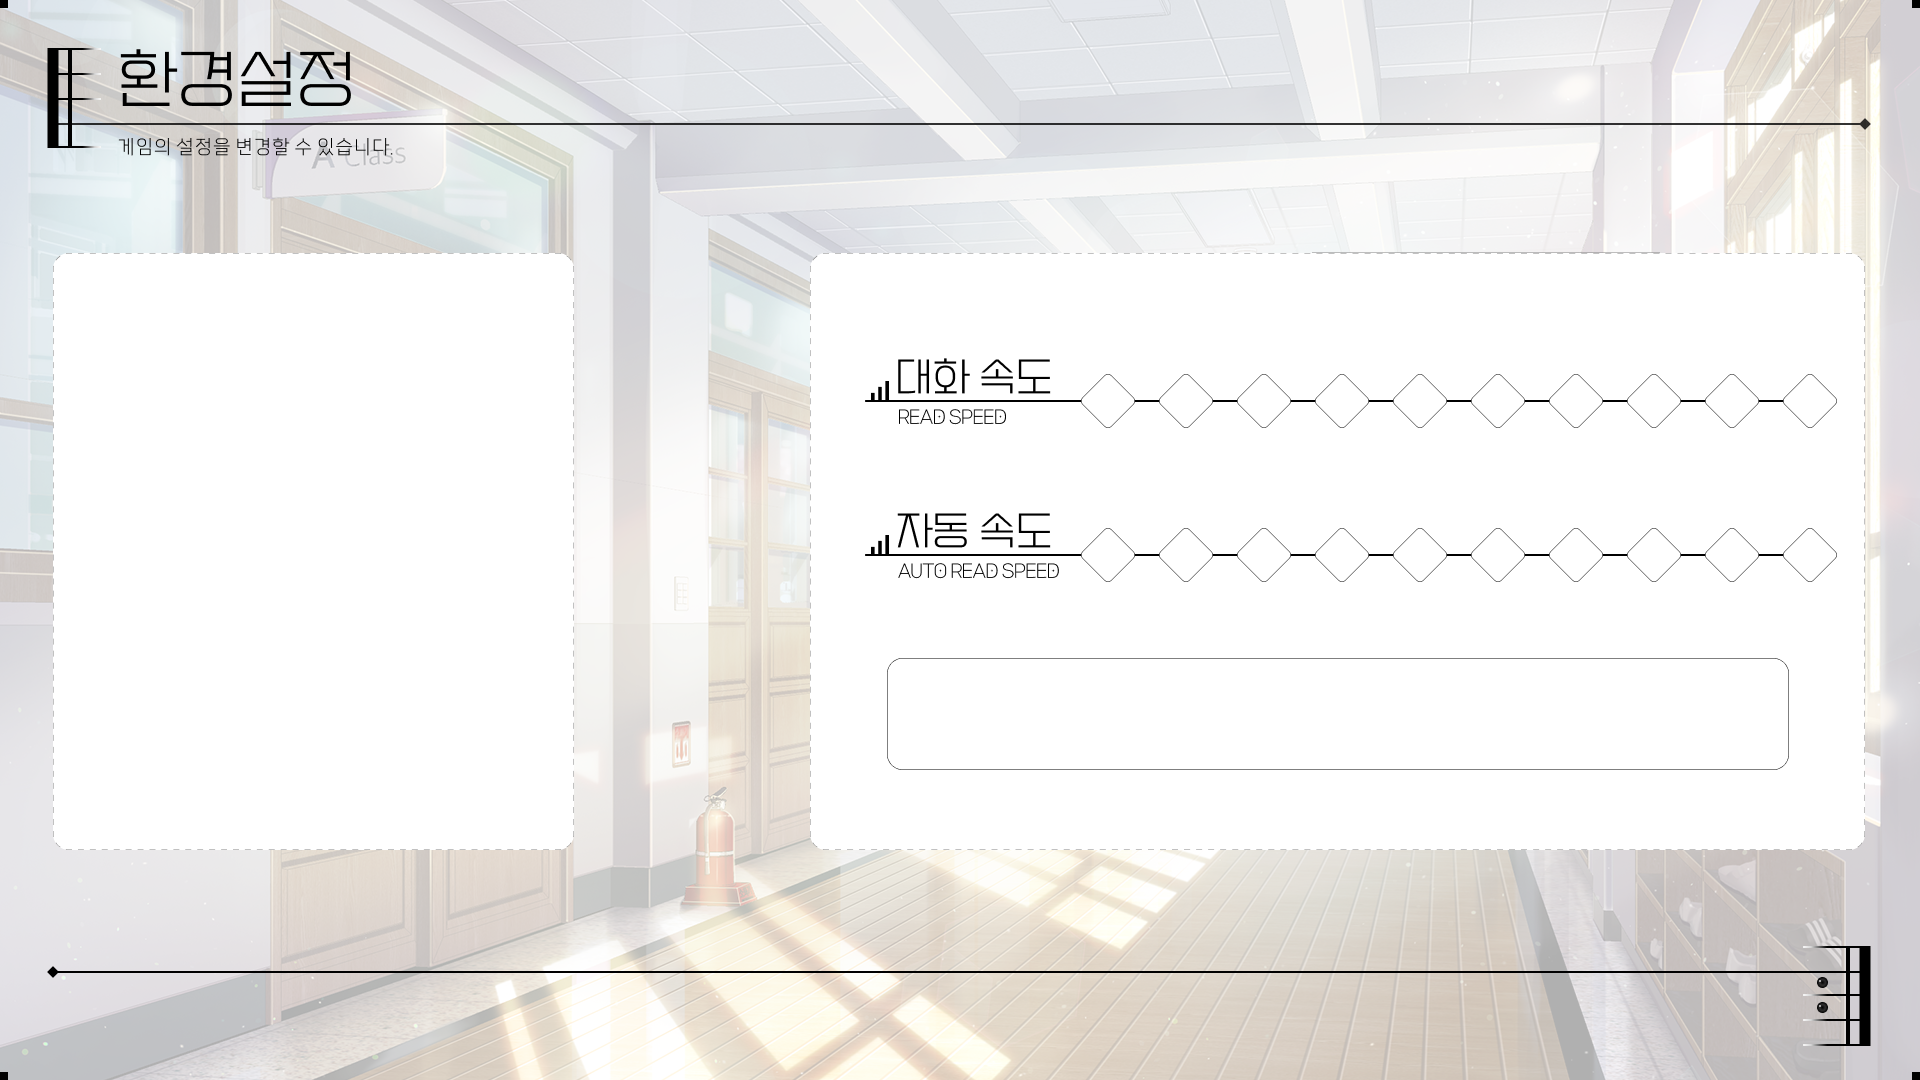 환경설정
게임의 설정을 변경할 수 있습니다.
A Class
대화 속도
READ SPEED
자동 속도
AUTO READ SPEED